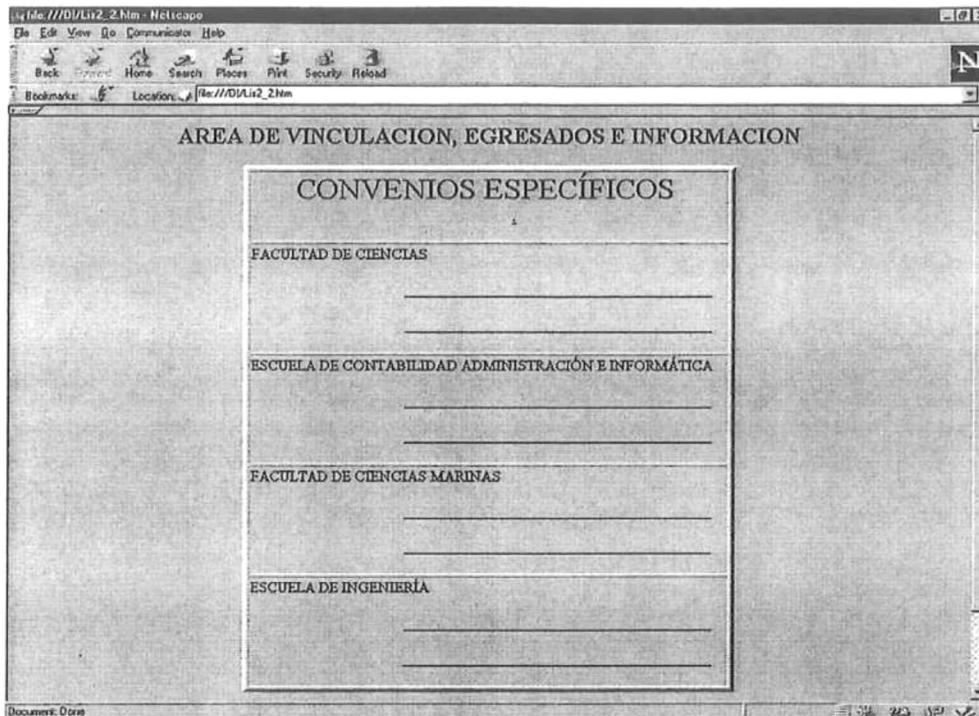 file:///D|/Lis2_2.htm - Netscape
File Edit View Go Communicator Help
Back Forward Home Search Places Print Security Reload
Bookmarks Location: file:///D|/Lis2_2.htm
N
AREA DE VINCULACION, EGRESADOS E INFORMACION
CONVENIOS ESPECÍFICOS
FACULTAD DE CIENCIAS
ESCUELA DE CONTABILIDAD ADMINISTRACIÓN E INFORMÁTICA
FACULTAD DE CIENCIAS MARINAS
ESCUELA DE INGENIERÍA
Document: Done